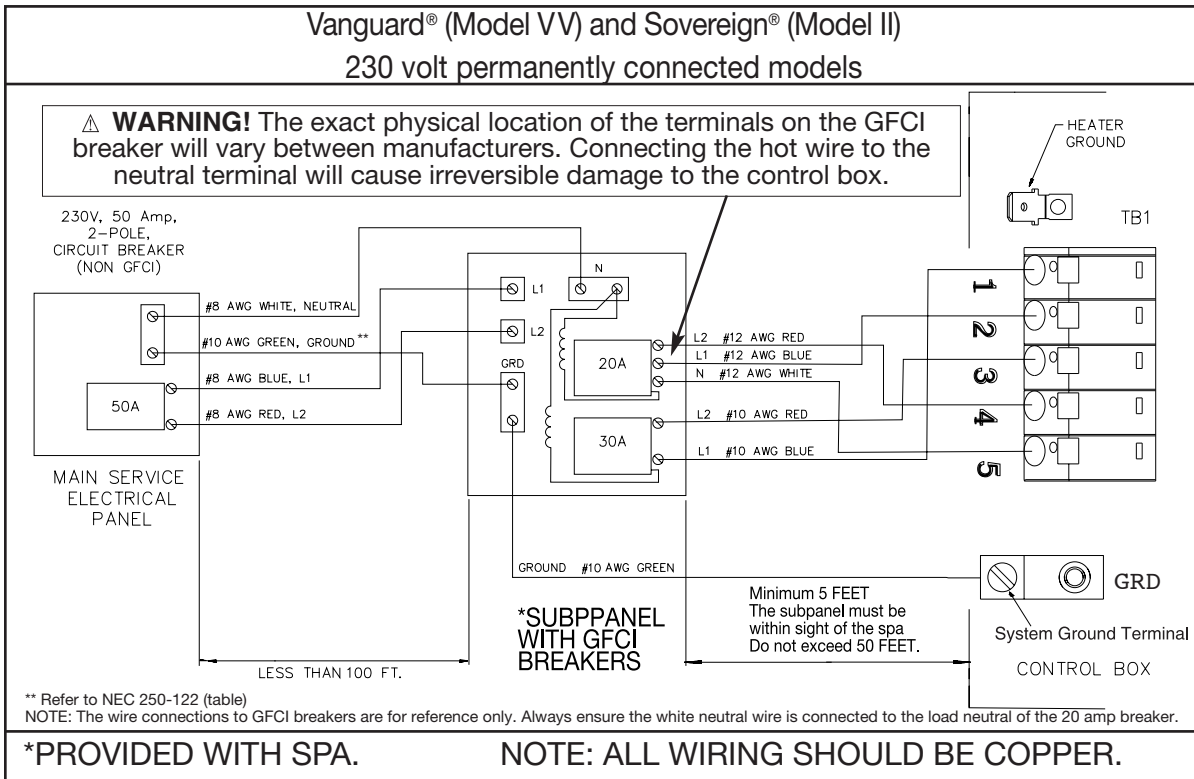 Vanguard® (Model VV) and Sovereign® (Model II)
230 volt permanently connected models
⚠ WARNING! The exact physical location of the terminals on the GFCI
breaker will vary between manufacturers. Connecting the hot wire to the
neutral terminal will cause irreversible damage to the control box.
HEATER
GROUND
TB1
230V, 50 Amp,
2-POLE,
CIRCUIT BREAKER
(NON GFCI)
#8 AWG WHITE, NEUTRAL
#10 AWG GREEN, GROUND**
#8 AWG BLUE, L1
#8 AWG RED, L2
50A
MAIN SERVICE
ELECTRICAL
PANEL
N
L1
L2
GRD
20A
30A
L2 #12 AWG RED
L1 #12 AWG BLUE
N #12 AWG WHITE
L2 #10 AWG RED
L1 #10 AWG BLUE
1
2
3
4
5
GROUND #10 AWG GREEN
*SUBPPANEL
WITH GFCI
BREAKERS
Minimum 5 FEET
The subpanel must be
within sight of the spa
Do not exceed 50 FEET.
GRD
System Ground Terminal
CONTROL BOX
LESS THAN 100 FT.
** Refer to NEC 250-122 (table)
NOTE: The wire connections to GFCI breakers are for reference only. Always ensure the white neutral wire is connected to the load neutral of the 20 amp breaker.
*PROVIDED WITH SPA. NOTE: ALL WIRING SHOULD BE COPPER.